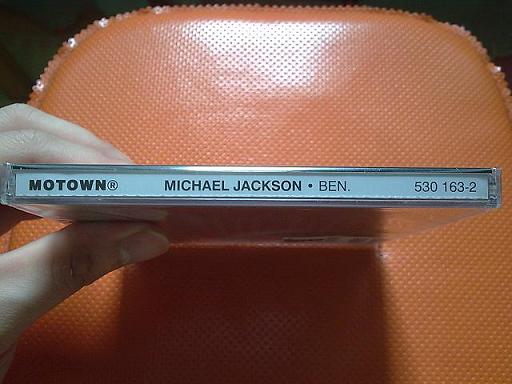 MOTOWN® MICHAEL JACKSON • BEN. 530 163-2